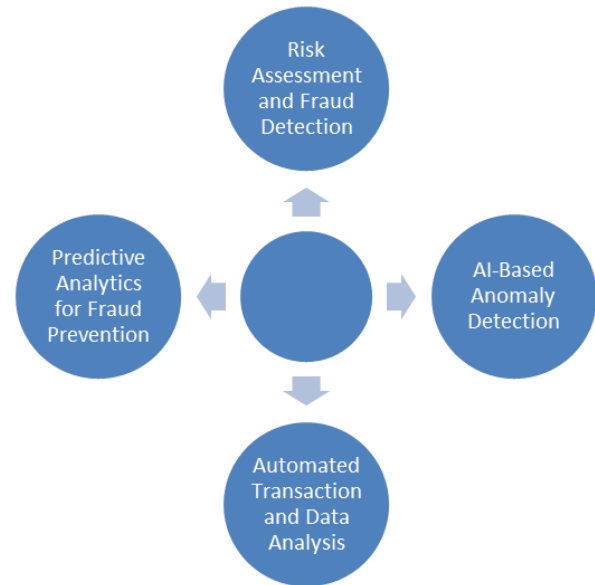 Risk
Assessment
and Fraud
Detection
Predictive
Analytics
for Fraud
Prevention
AI-Based
Anomaly
Detection
Automated
Transaction
and Data
Analysis